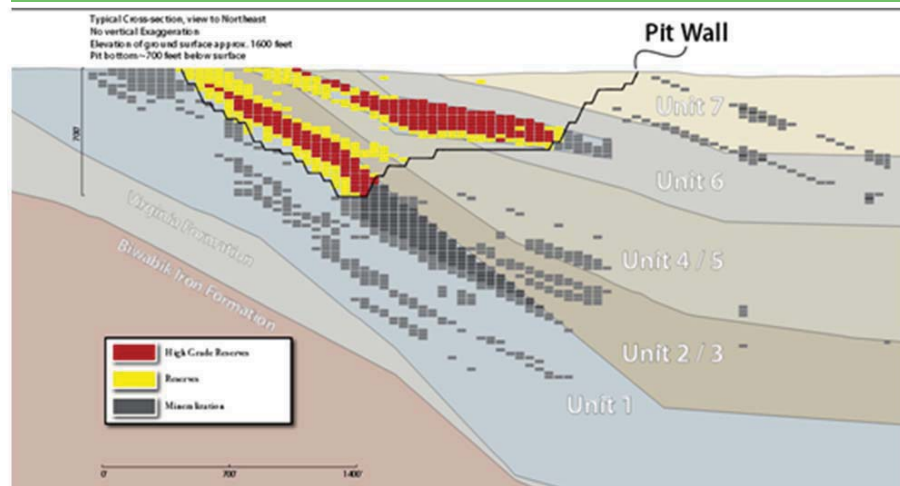 Typical Cross-section, view to Northeast
No vertical Exaggeration
Elevation of ground surface approx. 1600 feet
Pit bottom~700 feet below surface
Pit Wall
700'
Unit 7
Unit 6
Virginia Formation
Unit 4 / 5
Biwabik Iron Formation
Unit 2 / 3
High Grade Reserves
Reserves
Mineralization
Unit 1
0'
700'
1400'